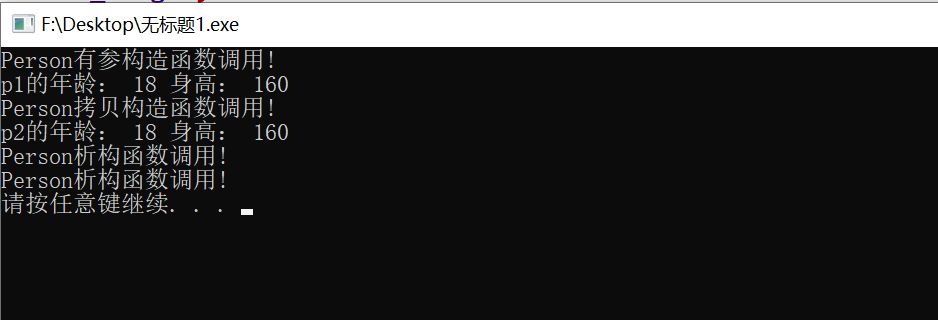 F:\Desktop\无标题1.exe
Person有参构造函数调用!
p1的年龄： 18 身高： 160
Person拷贝构造函数调用!
p2的年龄： 18 身高： 160
Person析构函数调用!
Person析构函数调用!
请按任意键继续. . .